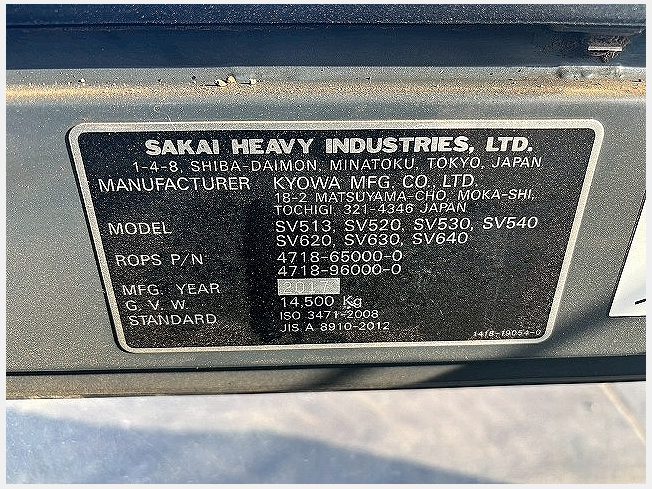 SAKAI HEAVY INDUSTRIES, LTD.
1-4-8, SHIBA-DAIMON, MINATOKU, TOKYO, JAPAN
MANUFACTURER KYOWA MFG. CO., LTD.
18-2 MATSUYAMA-CHO, MOKA-SHI,
TOCHIGI, 321-4346 JAPAN
MODEL SV513, SV520, SV530, SV540
SV620, SV630, SV640
ROPS P/N 4718-65000-0
4718-96000-0
MFG. YEAR 2017
G. V. W. 14,500 Kg
STANDARD ISO 3471-2008
JIS A 8910-2012
1418-19054-0